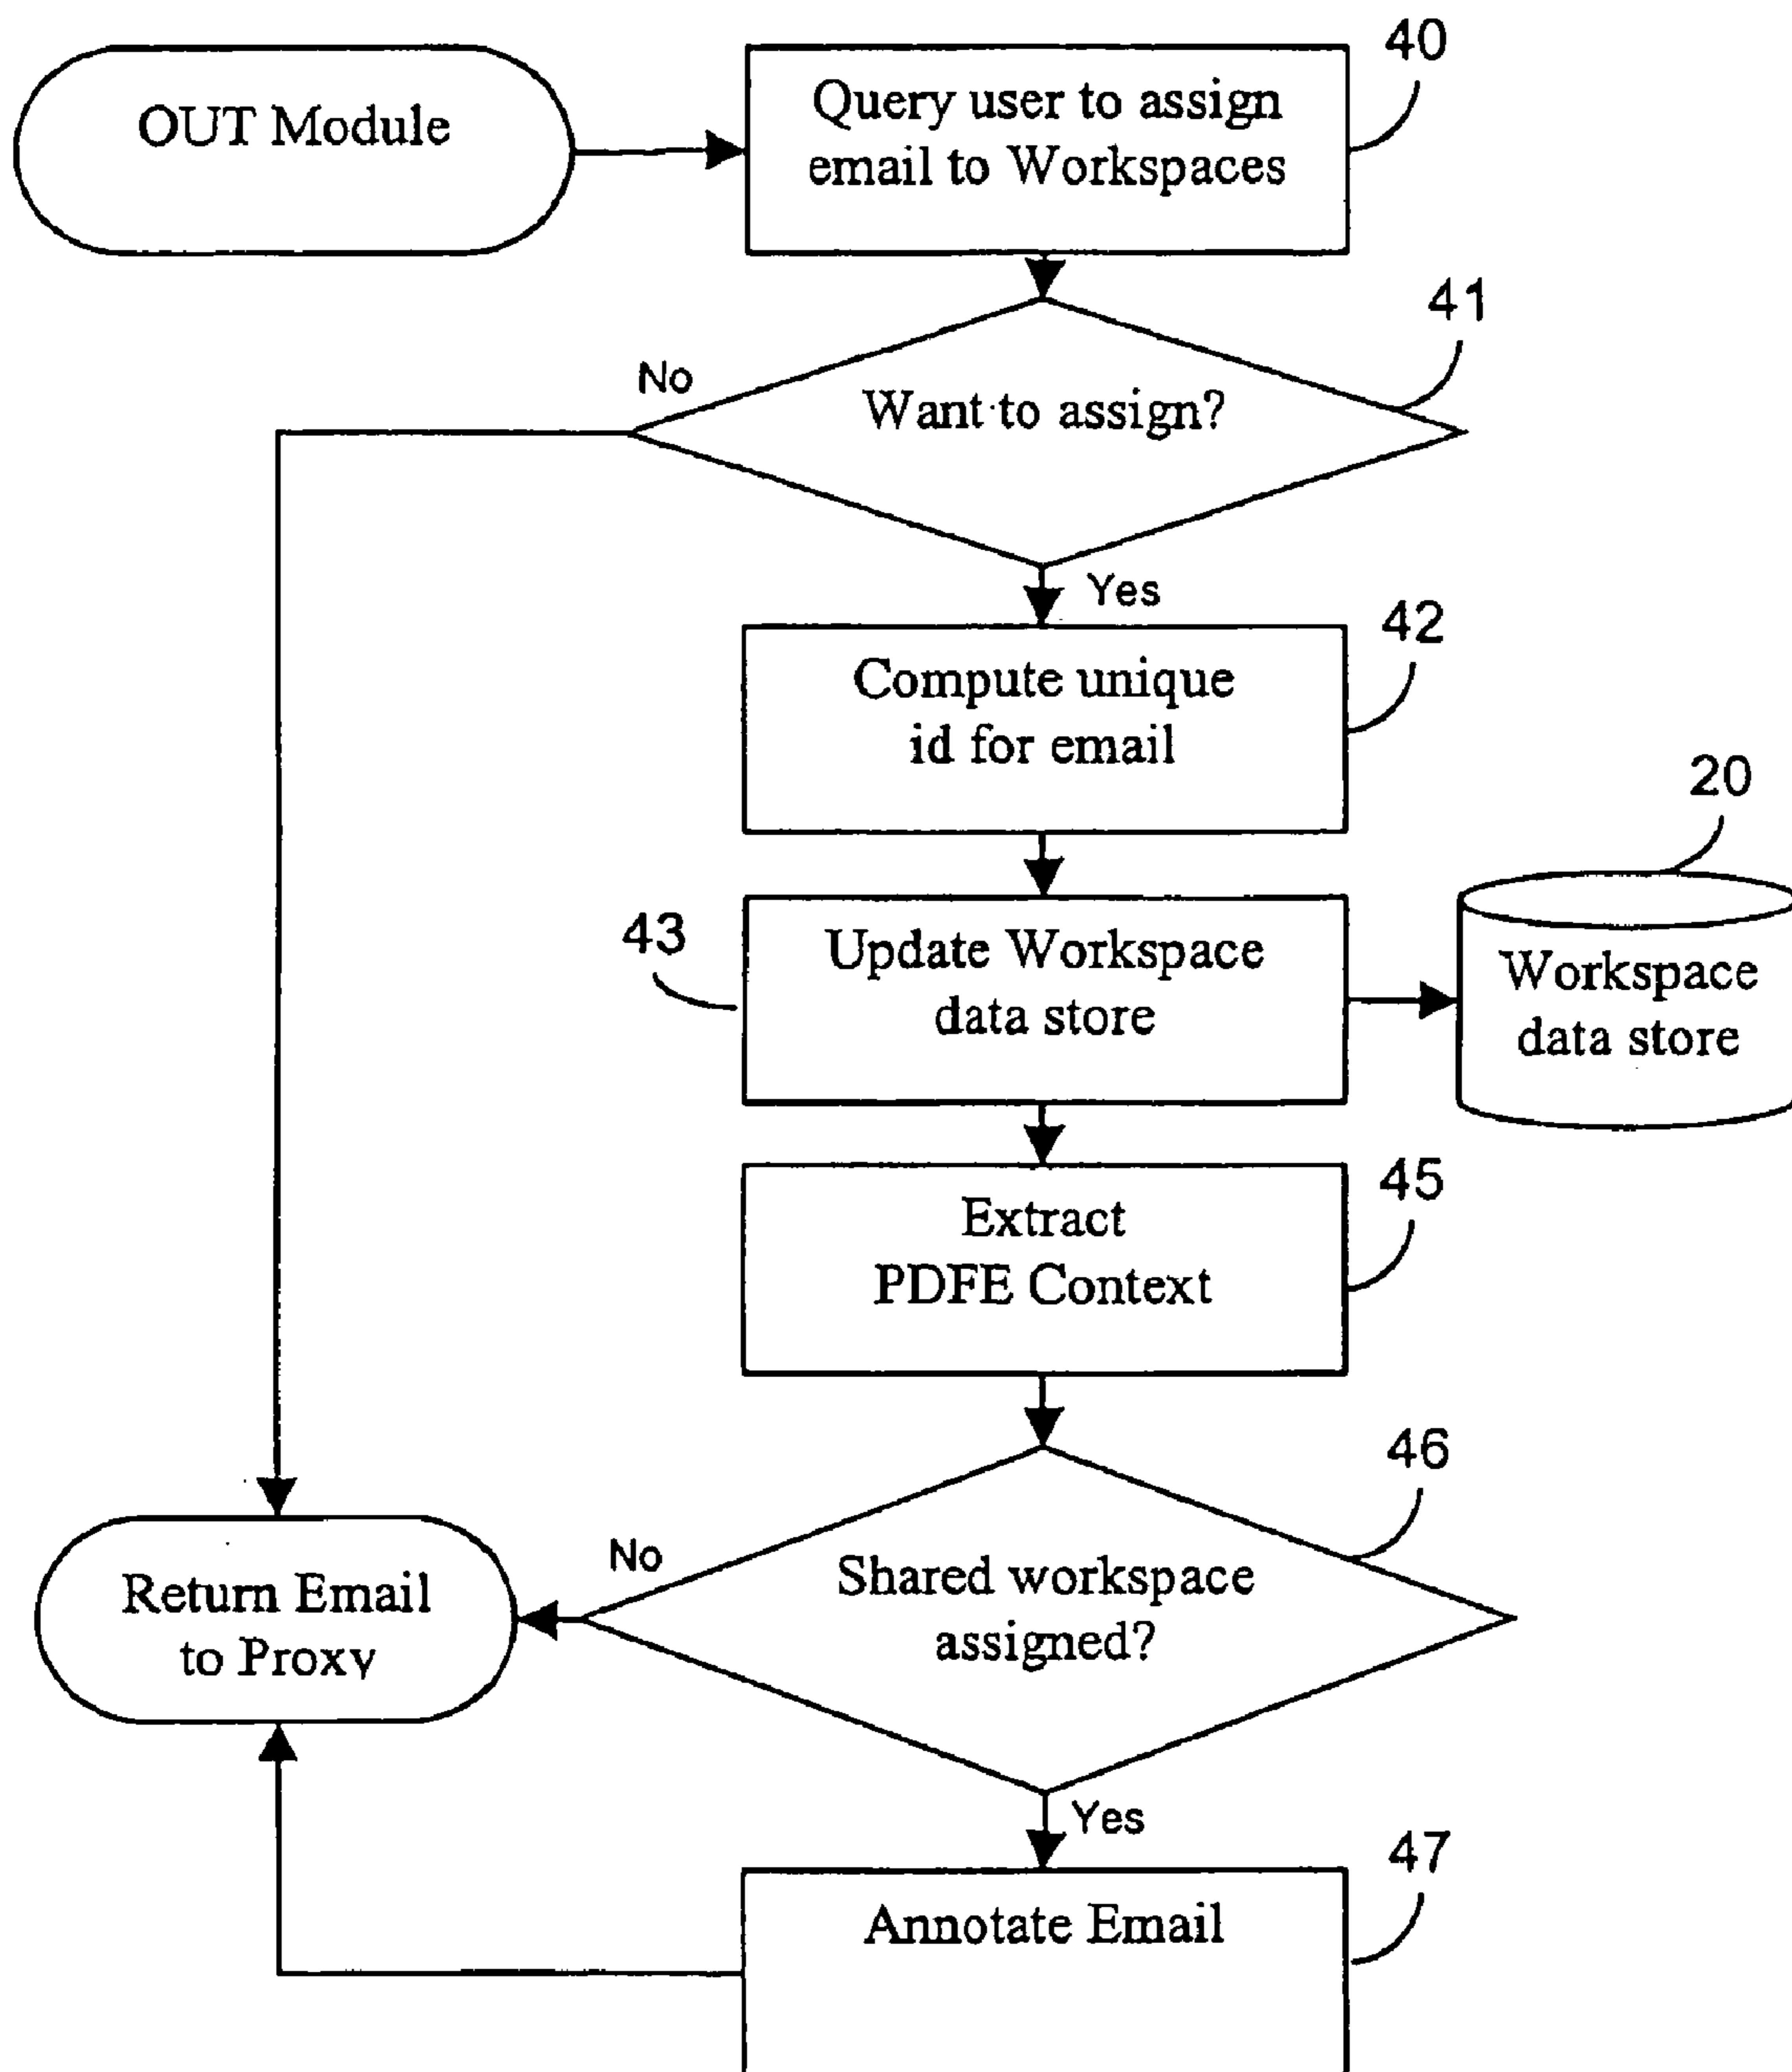 OUT Module
40
Query user to assign
email to Workspaces
41
No
Want to assign?
Yes
42
Compute unique
id for email
20
43
Update Workspace
data store
Workspace
data store
45
Extract
PDFE Context
46
No
Shared workspace
assigned?
Return Email
to Proxy
Yes
47
Annotate Email